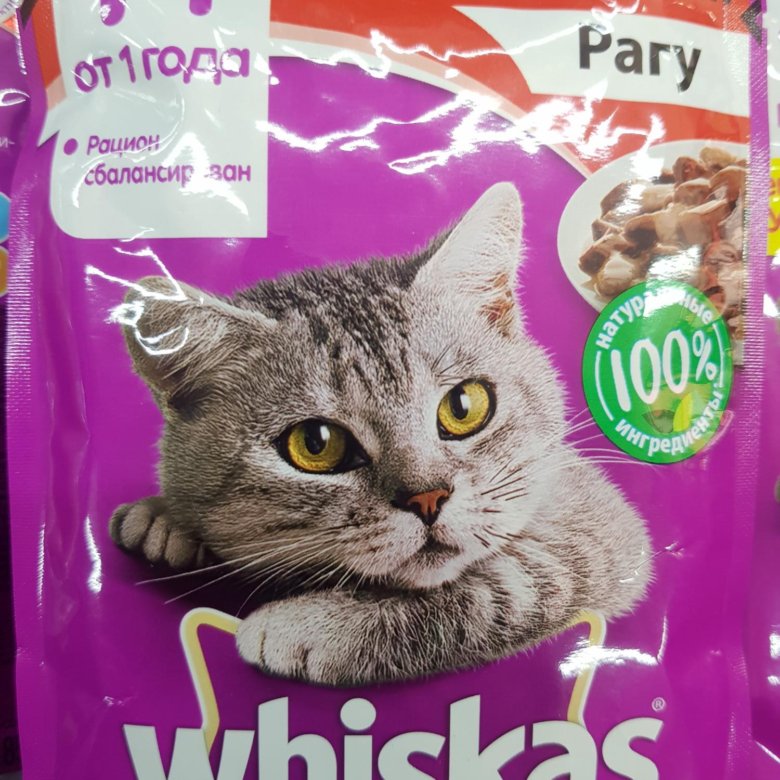 от 1 года
• Рацион
сбалансирован
Рагу
натуральные
100%
ингредиенты
whiskas®